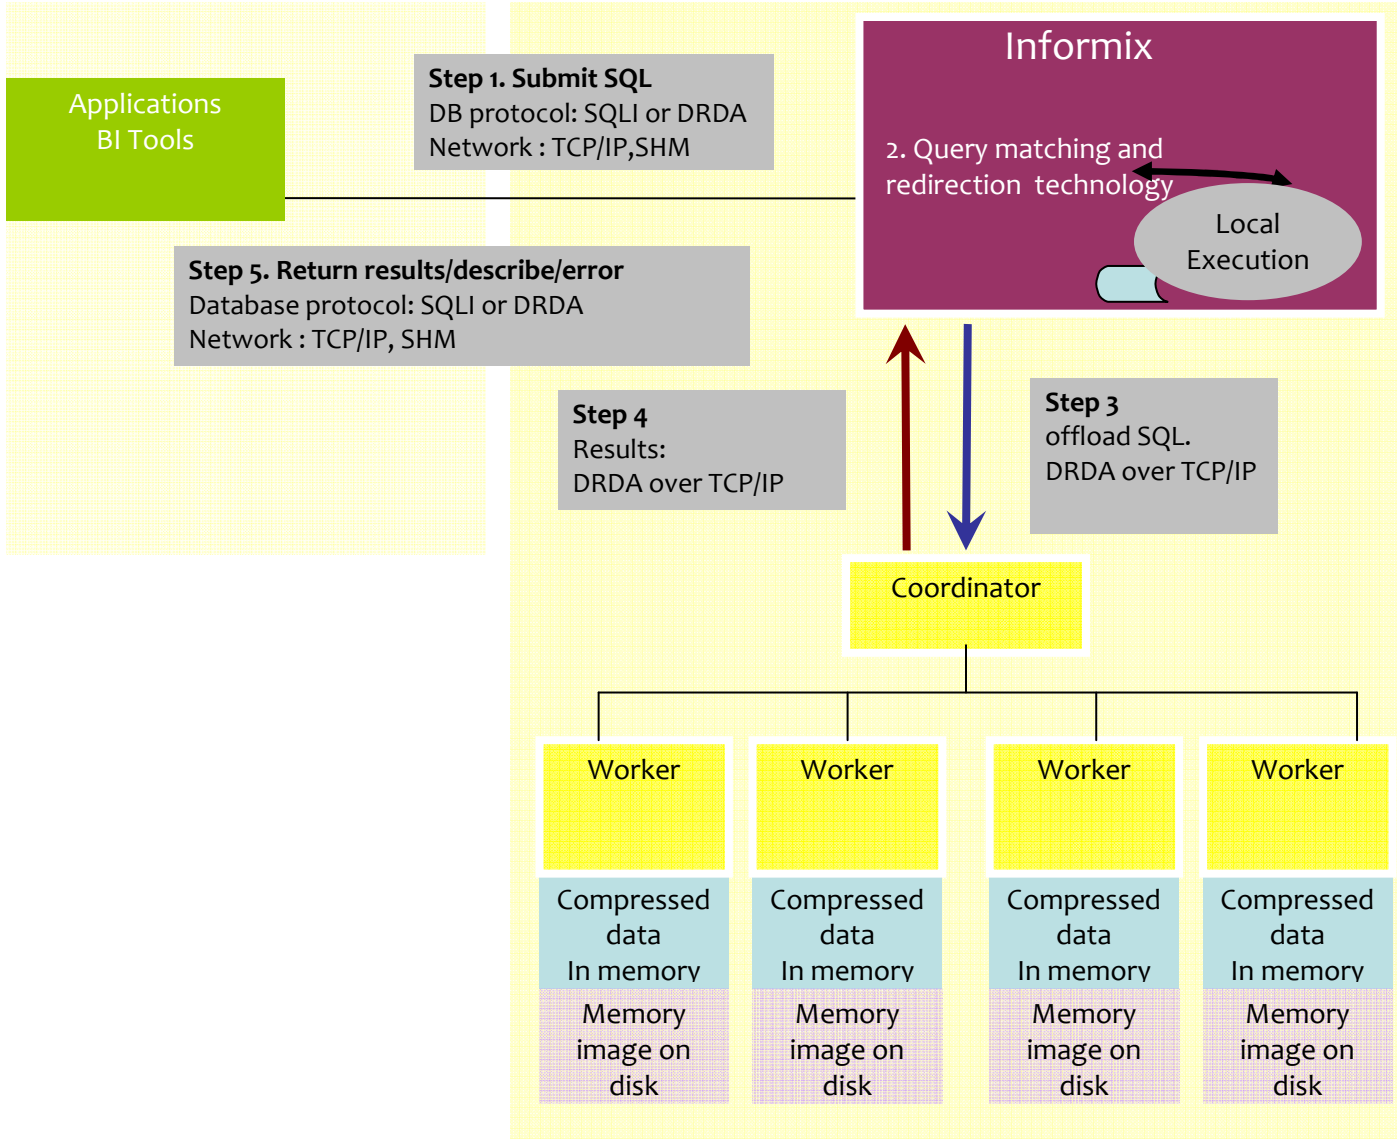 Applications
BI Tools
Step 1. Submit SQL
DB protocol: SQLI or DRDA
Network : TCP/IP,SHM
Informix
2. Query matching and
redirection technology
Local
Execution
Step 5. Return results/describe/error
Database protocol: SQLI or DRDA
Network : TCP/IP, SHM
Step 4
Results:
DRDA over TCP/IP
Step 3
offload SQL.
DRDA over TCP/IP
Coordinator
Worker
Worker
Worker
Worker
Compressed
data
In memory
Compressed
data
In memory
Compressed
data
In memory
Compressed
data
In memory
Memory
image on
disk
Memory
image on
disk
Memory
image on
disk
Memory
image on
disk